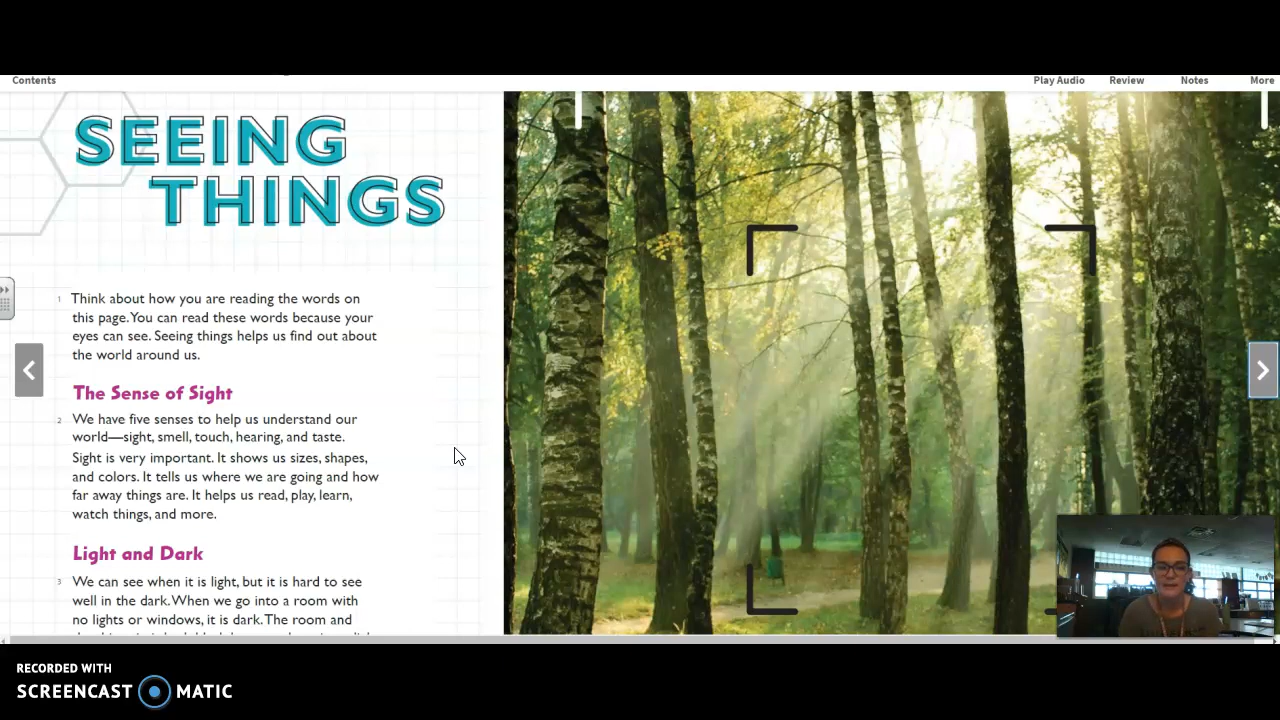 Contents
Play Audio
Review
Notes
More
SEEING
THINGS
1 Think about how you are reading the words on
this page. You can read these words because your
eyes can see. Seeing things helps us find out about
the world around us.
The Sense of Sight
2 We have five senses to help us understand our
world—sight, smell, touch, hearing, and taste.
Sight is very important. It shows us sizes, shapes,
and colors. It tells us where we are going and how
far away things are. It helps us read, play, learn,
watch things, and more.
Light and Dark
3 We can see when it is light, but it is hard to see
well in the dark. When we go into a room with
no lights or windows, it is dark. The room and
RECORDED WITH
SCREENCAST MATIC